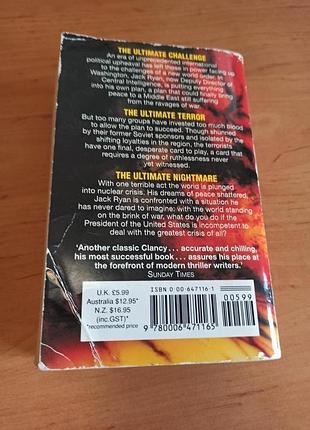 THE ULTIMATE CHALLENGE
An era of unprecedented international
political upheaval has left those in power facing up
to the challenges of a new world order. In
Washington, Jack Ryan, now Deputy Director of
Central Intelligence, is putting everything
into his own plan, a plan that could finally bring
peace to a Middle East still suffering
from the ravages of war.
THE ULTIMATE TERROR
But too many groups have invested too much blood
to allow the plan to succeed. Though shunned
by their former Soviet sponsors and isolated by the
shifting loyalties in the region, the terrorists
have one final, desperate card to play, a card that
requires a degree of ruthlessness never
yet witnessed.
THE ULTIMATE NIGHTMARE
With one terrible act the world is plunged
into nuclear crisis. His dreams of peace shattered,
Jack Ryan is confronted with a situation he
has never dared to imagine: with the world standing
on the brink of war, what do you do if the
President of the United States is incompetent to
deal with the greatest crisis of all?
'Another classic Clancy . . . accurate and chilling,
his most successful book . . . assures his place at
the forefront of modern thriller writers.'
SUNDAY TIMES
U.K. £5.99
Australia $12.95*
N.Z. $16.95
(inc.GST)*
*recommended price
ISBN 0-00-647116-1
00599
9 780006 471165